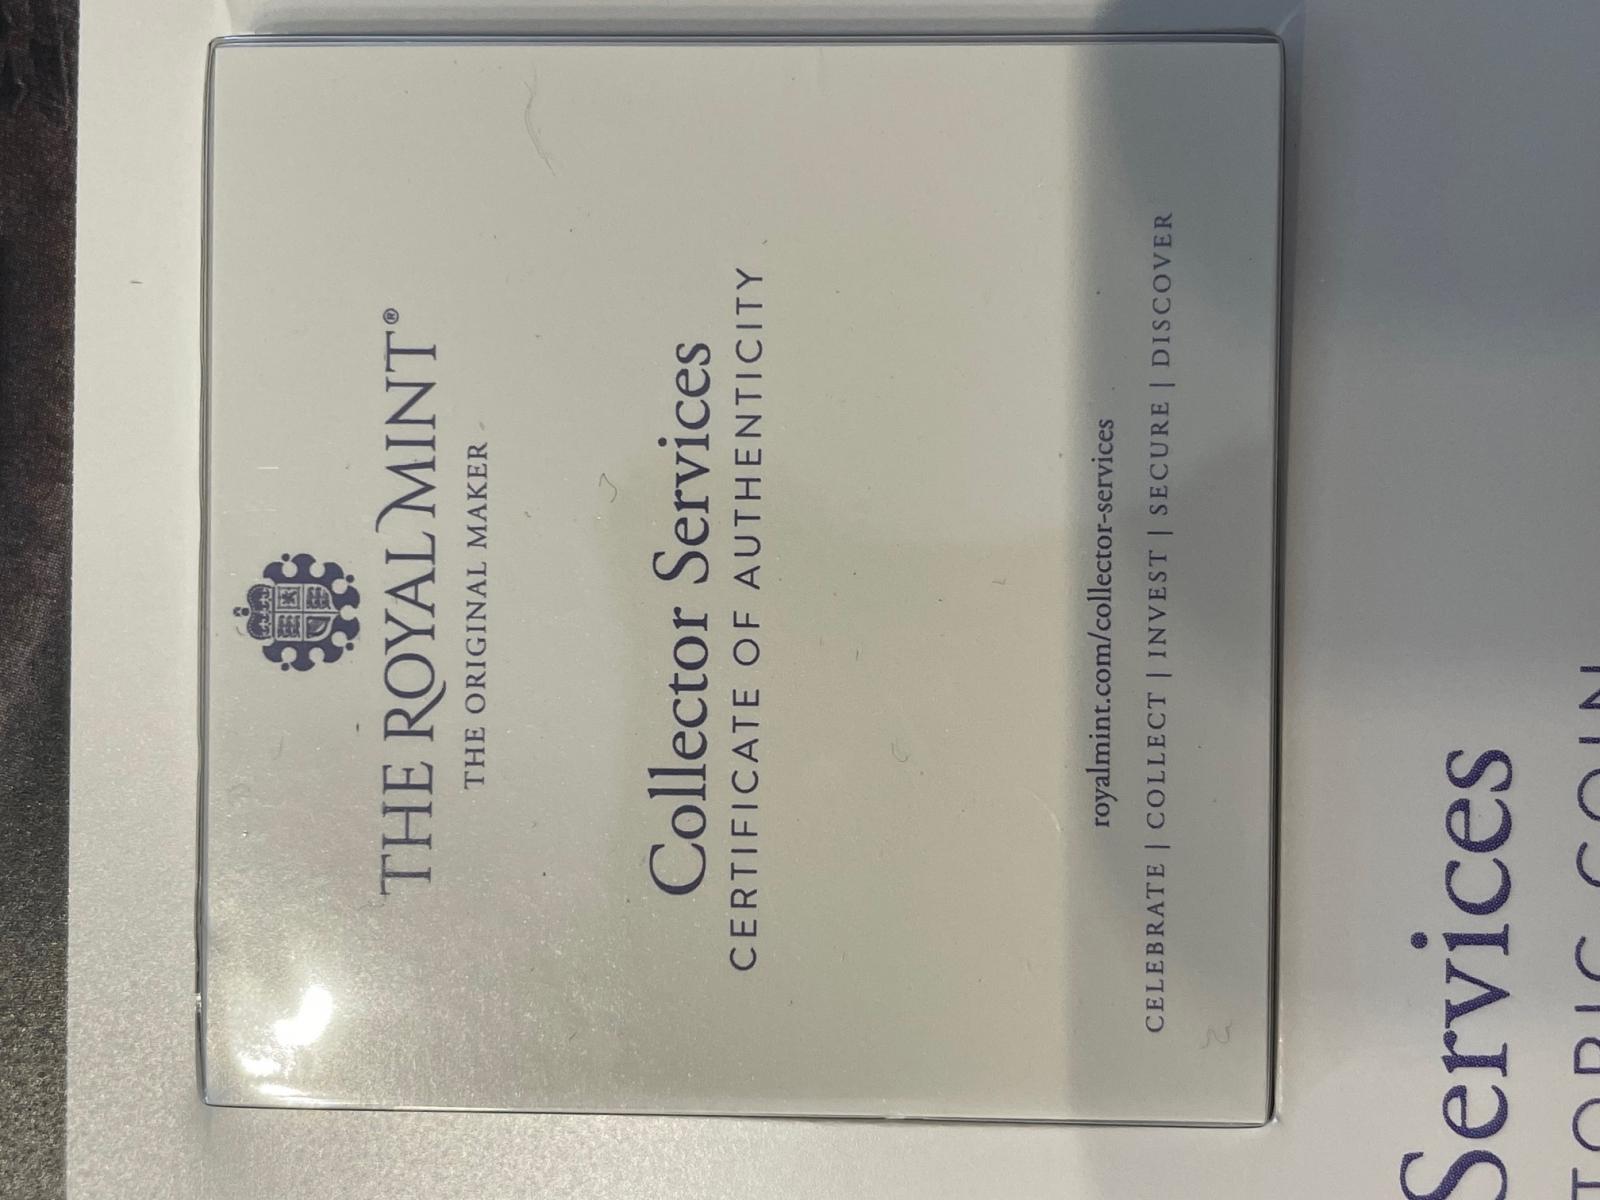 THE ROYAL MINT®
THE ORIGINAL MAKER
Collector Services
CERTIFICATE OF AUTHENTICITY
royalmint.com/collector-services
CELEBRATE | COLLECT | INVEST | SECURE | DISCOVER
Services
COIN